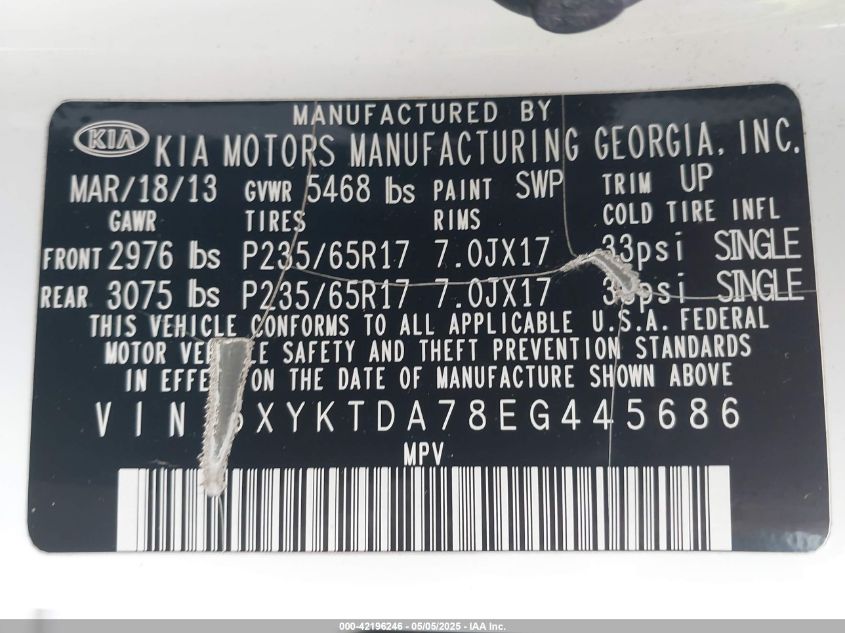 MANUFACTURED BY
KIA KIA MOTORS MANUFACTURING GEORGIA, INC.
MAR/18/13 GVWR 5468 lbs PAINT SWP TRIM UP
GAWR TIRES RIMS COLD TIRE INFL
FRONT 2976 lbs P235/65R17 7.0JX17 33psi SINGLE
REAR 3075 lbs P235/65R17 7.0JX17 SINGLE
THIS VEHICLE CONFORMS TO ALL APPLICABLE U.S.A. FEDERAL
MOTOR VEHICLE SAFETY AND THEFT PREVENTION STANDARDS
IN EFFECT ON THE DATE OF MANUFACTURE SHOWN ABOVE
VIN 5XYKTDA78EG445686
MPV
000-42196246 - 05/05/2025 - IAA Inc.